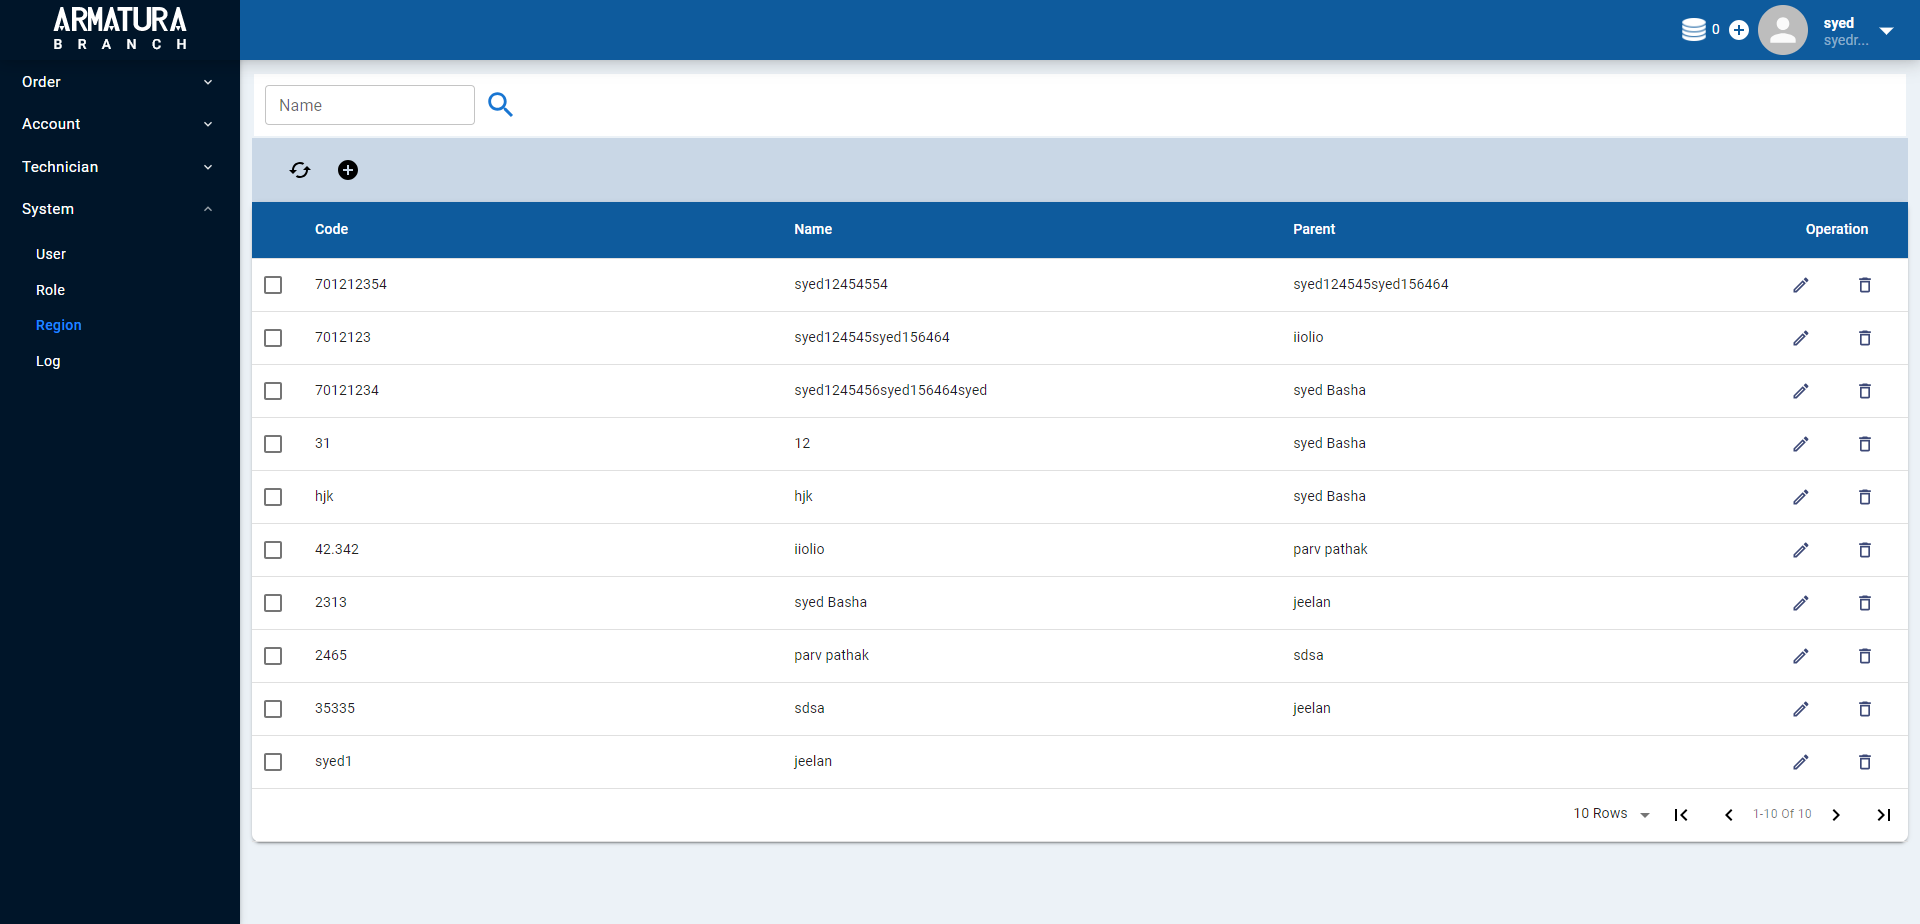 ARMATURA
BRANCH
0
syed
syedr...
Order
Account
Technician
System
User
Role
Region
Log
Name
Code Name Parent Operation
701212354 syed12454554 syed124545syed156464
7012123 syed124545syed156464 iiolio
70121234 syed1245456syed156464syed syed Basha
31 12 syed Basha
hjk hjk syed Basha
42.342 iiolio parv pathak
2313 syed Basha jeelan
2465 parv pathak sdsa
35335 sdsa jeelan
syed1 jeelan
10 Rows 1-10 Of 10